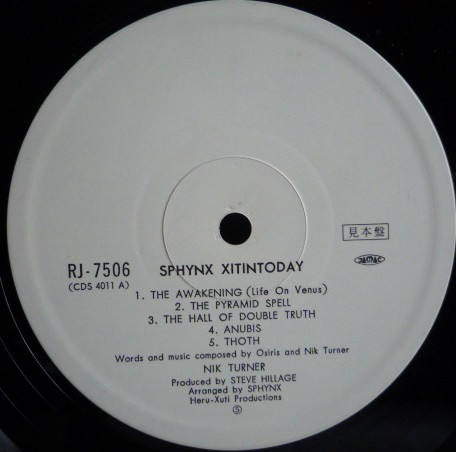 見本盤
RJ-7506
(CDS 4011 A)
SPHYNX XITINTODAY
JASRAC
1. THE AWAKENING (Life On Venus)
2. THE PYRAMID SPELL
3. THE HALL OF DOUBLE TRUTH
4. ANUBIS
5. THOTH
Words and music composed by Osiris and Nik Turner
NIK TURNER
Produced by STEVE HILLAGE
Arranged by SPHYNX
Heru-Xuti Productions
Ⓢ